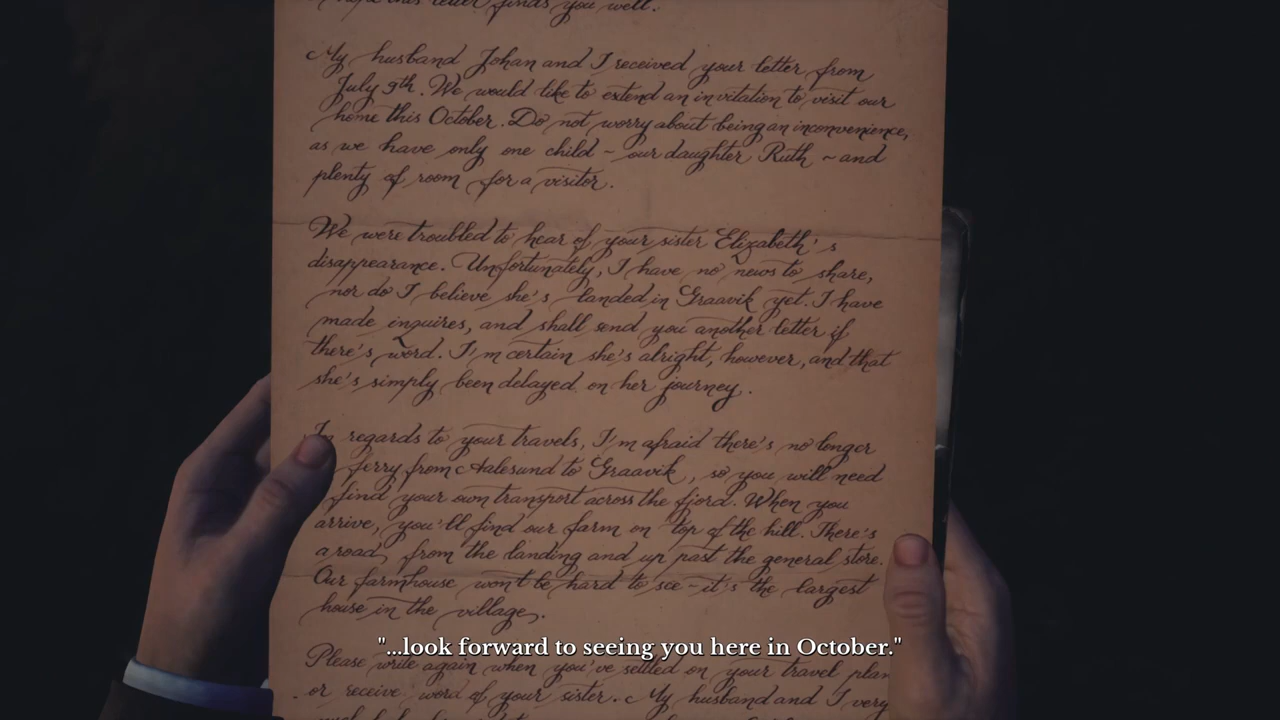 hope this letter finds you well.
My husband Johan and I received your letter from
July 9th. We would like to extend an invitation to visit our
home this October. Do not worry about being an inconvenience,
as we have only one child ~ our daughter Ruth ~ and
plenty of room for a visitor.
We were troubled to hear of your sister Elizabeth's
disappearance. Unfortunately, I have no news to share,
nor do I believe she's landed in Graavik yet. I have
made inquires, and shall send you another letter if
there's word. I'm certain she's alright, however, and that
she's simply been delayed on her journey.
In regards to your travels, I'm afraid there's no longer
ferry from Aalesund to Graavik, so you will need
find your own transport across the fjord. When you
arrive, you'll find our farm on top of the hill. There's
a road from the landing and up past the general store.
Our farmhouse won't be hard to see - it's the largest
house in the village.
"...look forward to seeing you here in October."
Please write again when you've settled on your travel plan
or receive word of your sister. My husband and I very